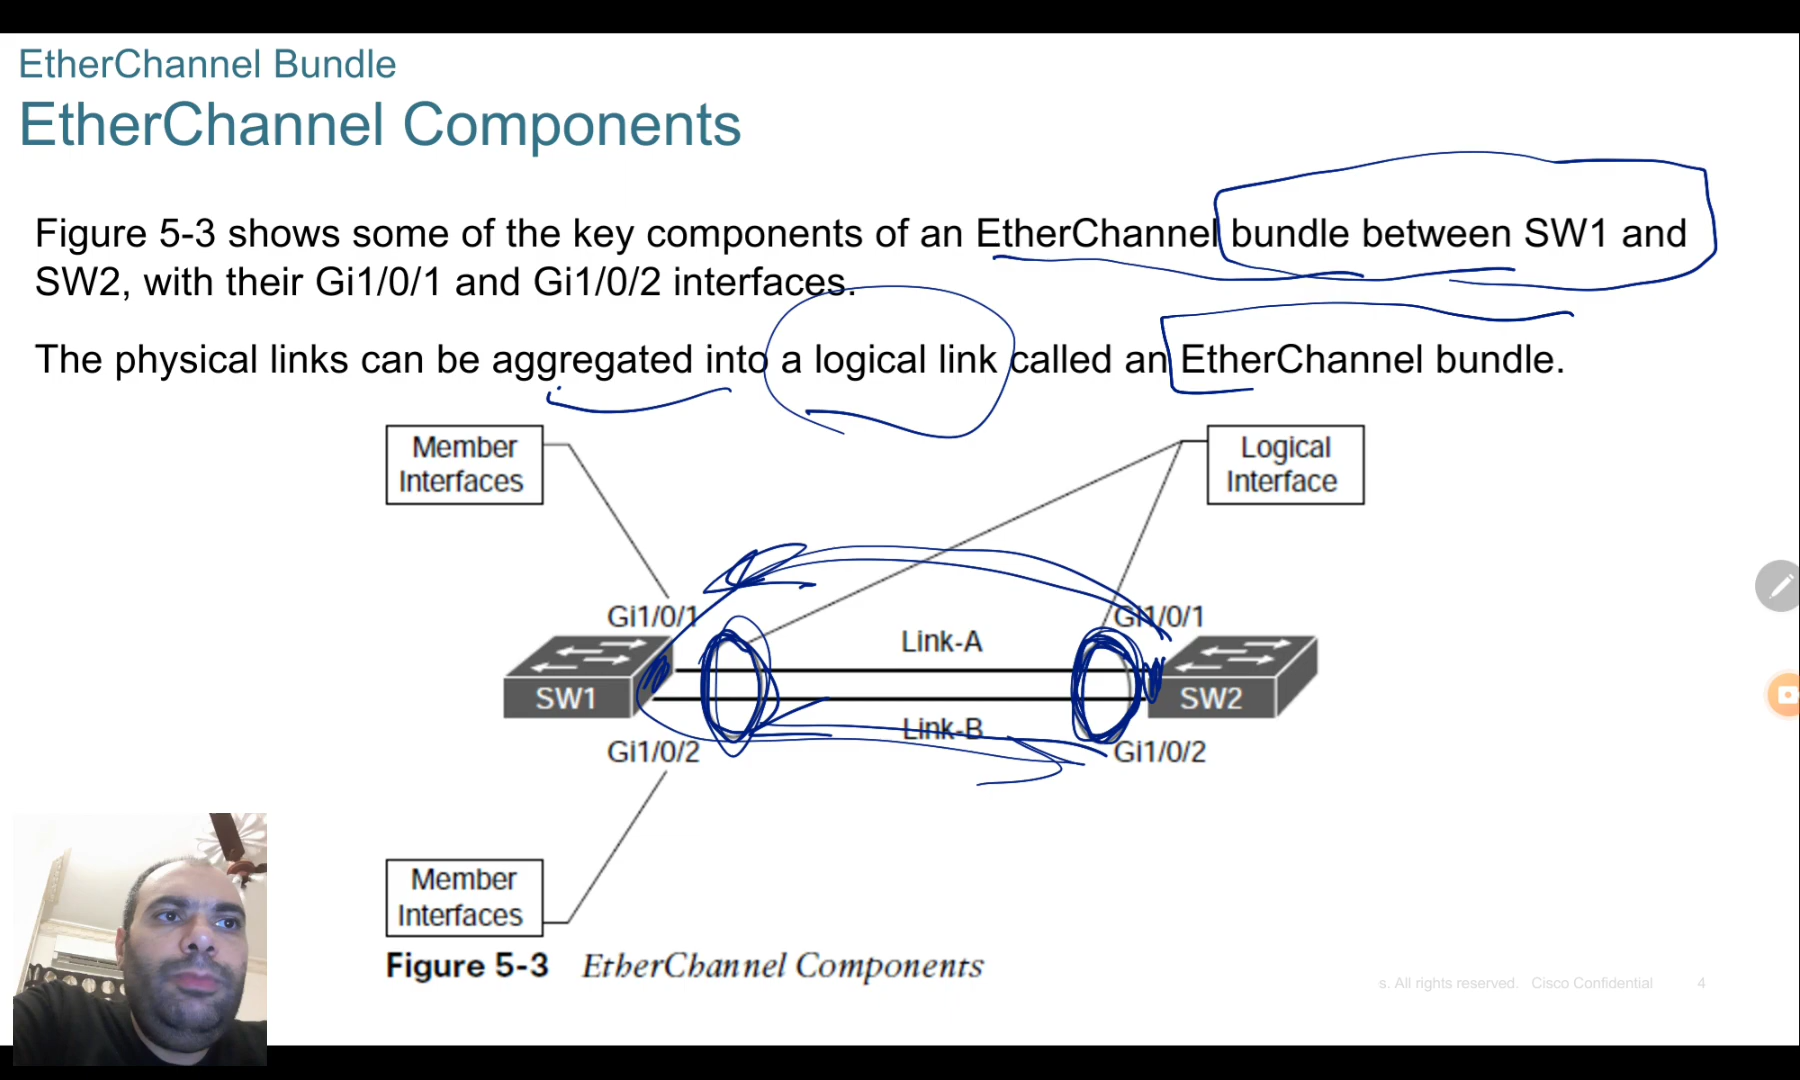 EtherChannel Bundle
EtherChannel Components
Figure 5-3 shows some of the key components of an EtherChannel bundle between SW1 and
SW2, with their Gi1/0/1 and Gi1/0/2 interfaces.
The physical links can be aggregated into a logical link called an EtherChannel bundle.
Member
Interfaces
Logical
Interface
Gi1/0/1
Gi1/0/1
Link-A
SW1
SW2
Link-B
Gi1/0/2
Gi1/0/2
Member
Interfaces
Figure 5-3 EtherChannel Components
s. All rights reserved. Cisco Confidential 4